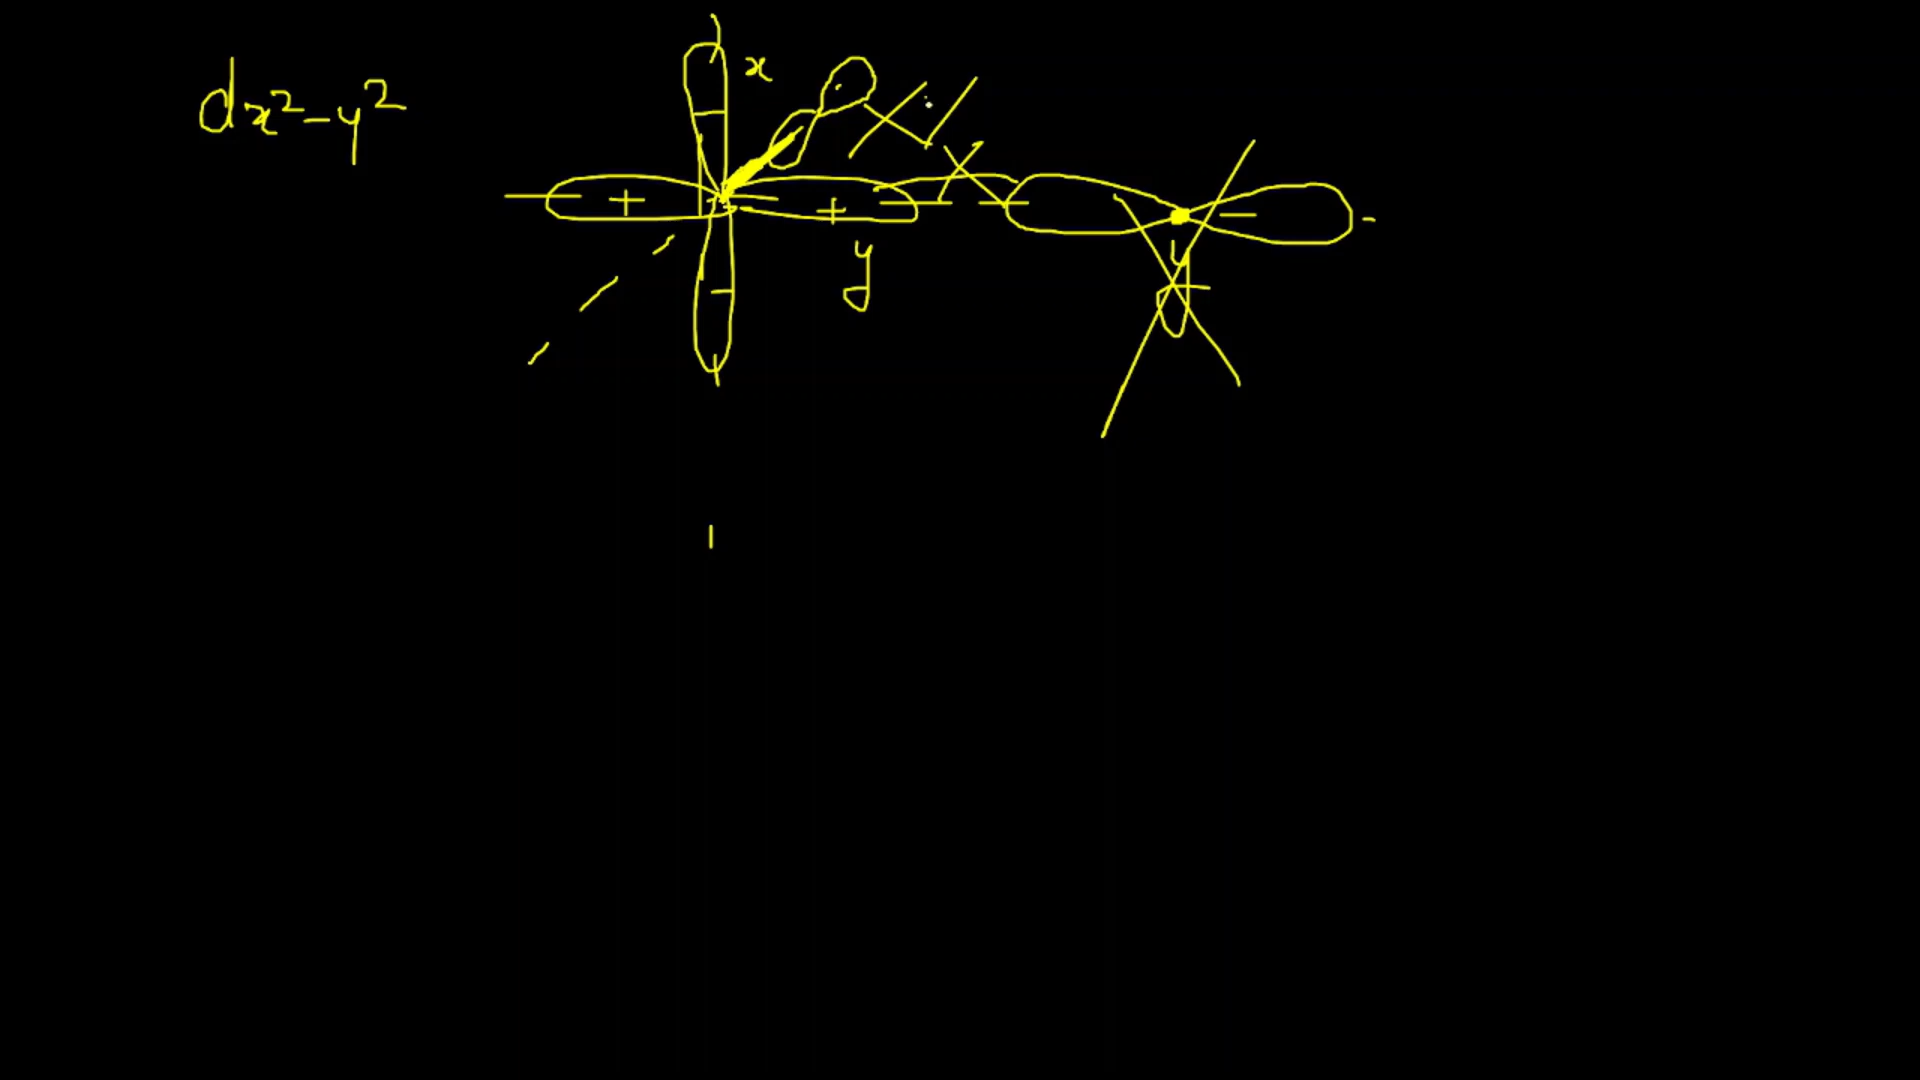 dx²-y²
x
+ + - -
- y y